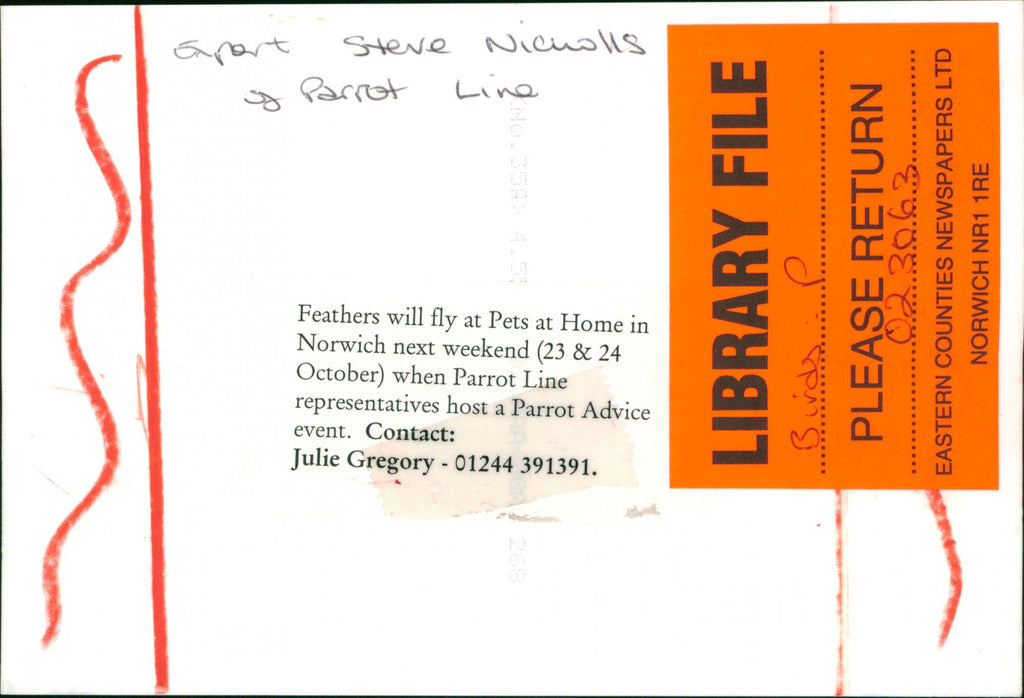 Expert Steve Nicholls
of Parrot Line
Feathers will fly at Pets at Home in
Norwich next weekend (23 & 24
October) when Parrot Line
representatives host a Parrot Advice
event. Contact:
Julie Gregory - 01244 391391.
LIBRARY FILE
Birds: P
PLEASE RETURN
023063
EASTERN COUNTIES NEWSPAPERS LTD
NORWICH NR1 1RE